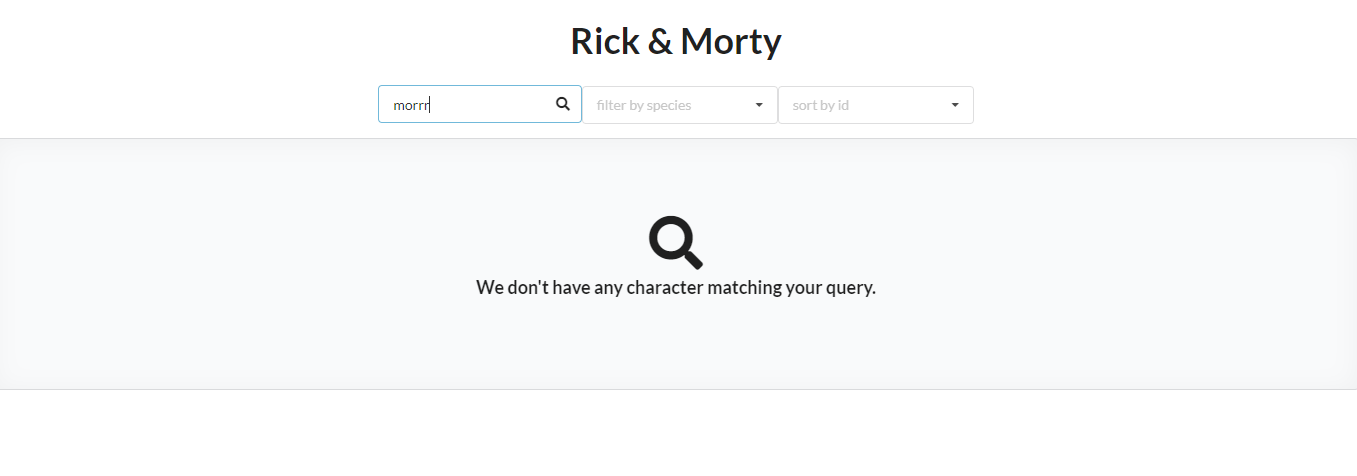 Rick & Morty
morrr
filter by species
sort by id
We don't have any character matching your query.